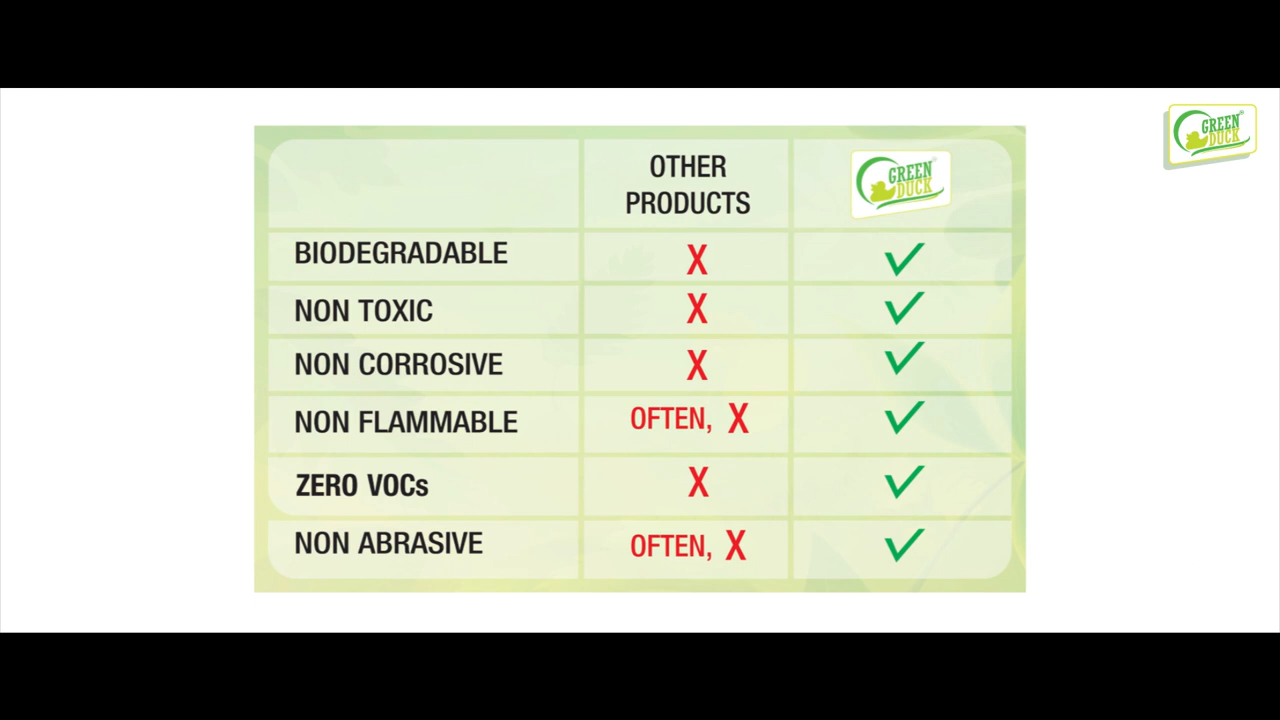 GREEN
DUCK
OTHER
PRODUCTS
GREEN
DUCK
BIODEGRADABLE X ✓
NON TOXIC X ✓
NON CORROSIVE X ✓
NON FLAMMABLE OFTEN, X ✓
ZERO VOCs X ✓
NON ABRASIVE OFTEN, X ✓